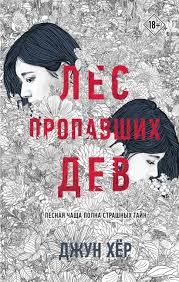 18+
ЛЕС
ПРОПАВШИХ
ДЕВ
ЛЕСНАЯ ЧАЩА ПОЛНА СТРАШНЫХ ТАЙН
ДЖУН ХЁР